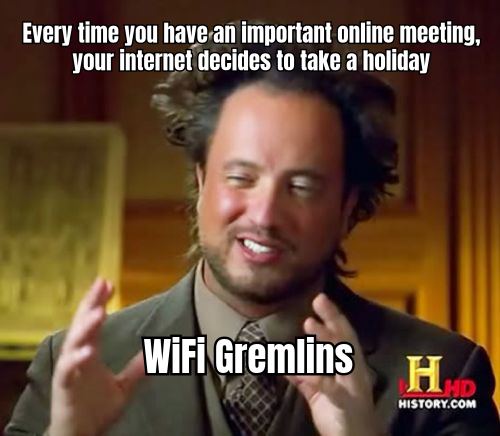 Every time you have an important online meeting,
your internet decides to take a holiday
WiFi Gremlins
H HD
HISTORY.COM